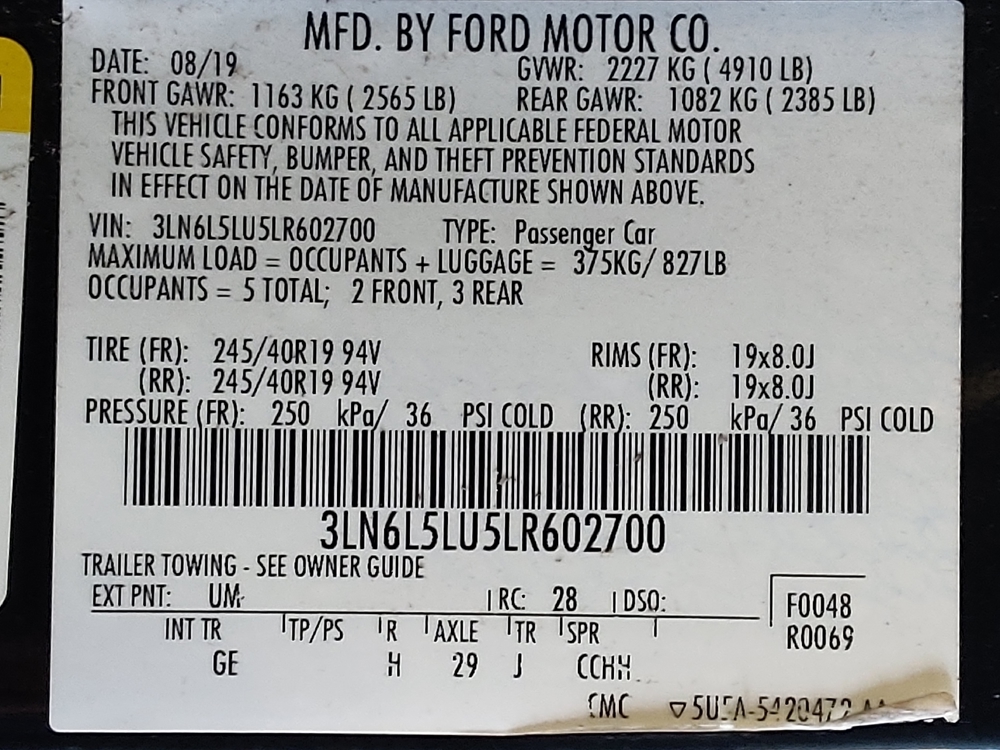 MFD. BY FORD MOTOR CO.
DATE: 08/19 GVWR: 2227 KG ( 4910 LB)
FRONT GAWR: 1163 KG ( 2565 LB) REAR GAWR: 1082 KG ( 2385 LB)
THIS VEHICLE CONFORMS TO ALL APPLICABLE FEDERAL MOTOR
VEHICLE SAFETY, BUMPER, AND THEFT PREVENTION STANDARDS
IN EFFECT ON THE DATE OF MANUFACTURE SHOWN ABOVE.
VIN: 3LN6L5LU5LR602700 TYPE: Passenger Car
MAXIMUM LOAD = OCCUPANTS + LUGGAGE = 375KG/ 827LB
OCCUPANTS = 5 TOTAL; 2 FRONT, 3 REAR
TIRE (FR): 245/40R19 94V RIMS (FR): 19x8.0J
(RR): 245/40R19 94V (RR): 19x8.0J
PRESSURE (FR): 250 kPa/ 36 PSI COLD (RR): 250 kPa/ 36 PSI COLD
3LN6L5LU5LR602700
TRAILER TOWING - SEE OWNER GUIDE
EXT PNT: UM RC: 28 DSO: F0048
INT TR TP/PS R AXLE TR SPR R0069
GE H 29 J CCHH